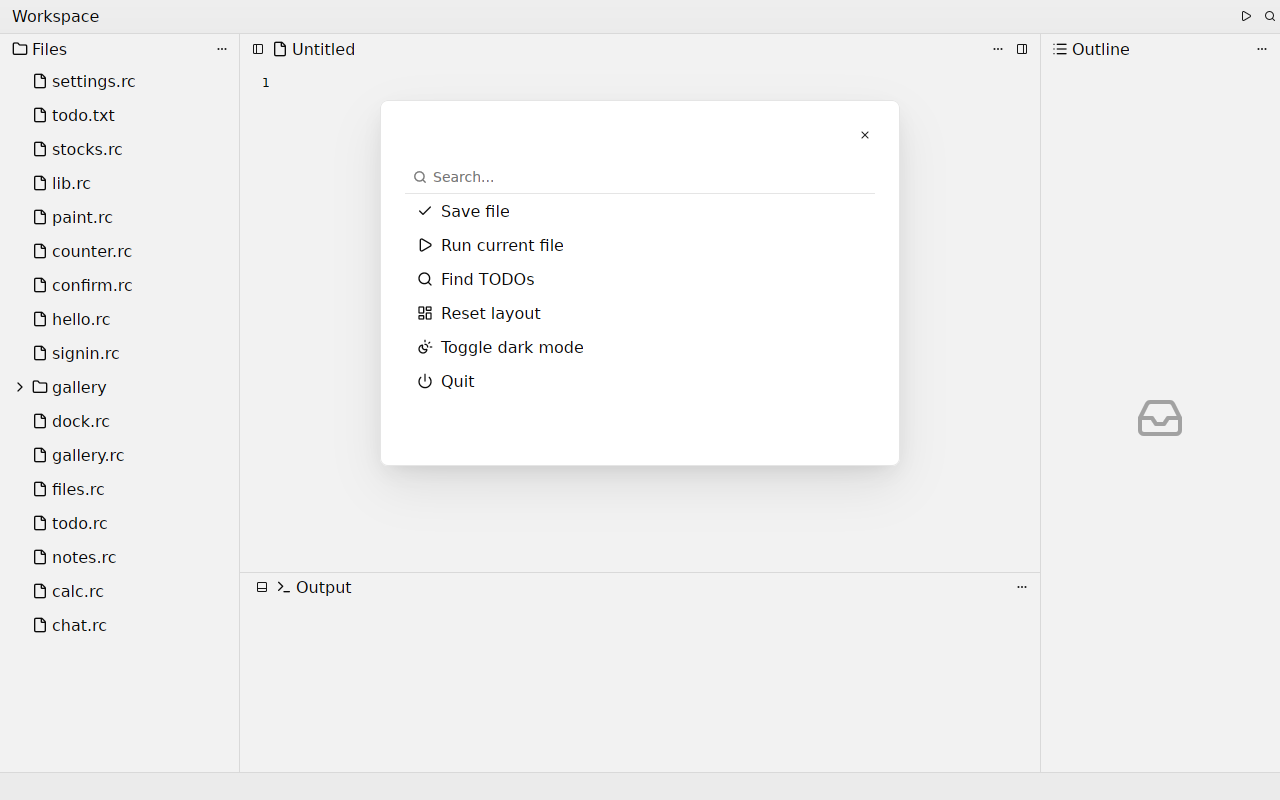 Workspace
Files
settings.rc
todo.txt
stocks.rc
lib.rc
paint.rc
counter.rc
confirm.rc
hello.rc
signin.rc
gallery
dock.rc
gallery.rc
files.rc
todo.rc
notes.rc
calc.rc
chat.rc
Untitled
1
Search...
Save file
Run current file
Find TODOs
Reset layout
Toggle dark mode
Quit
Output
Outline